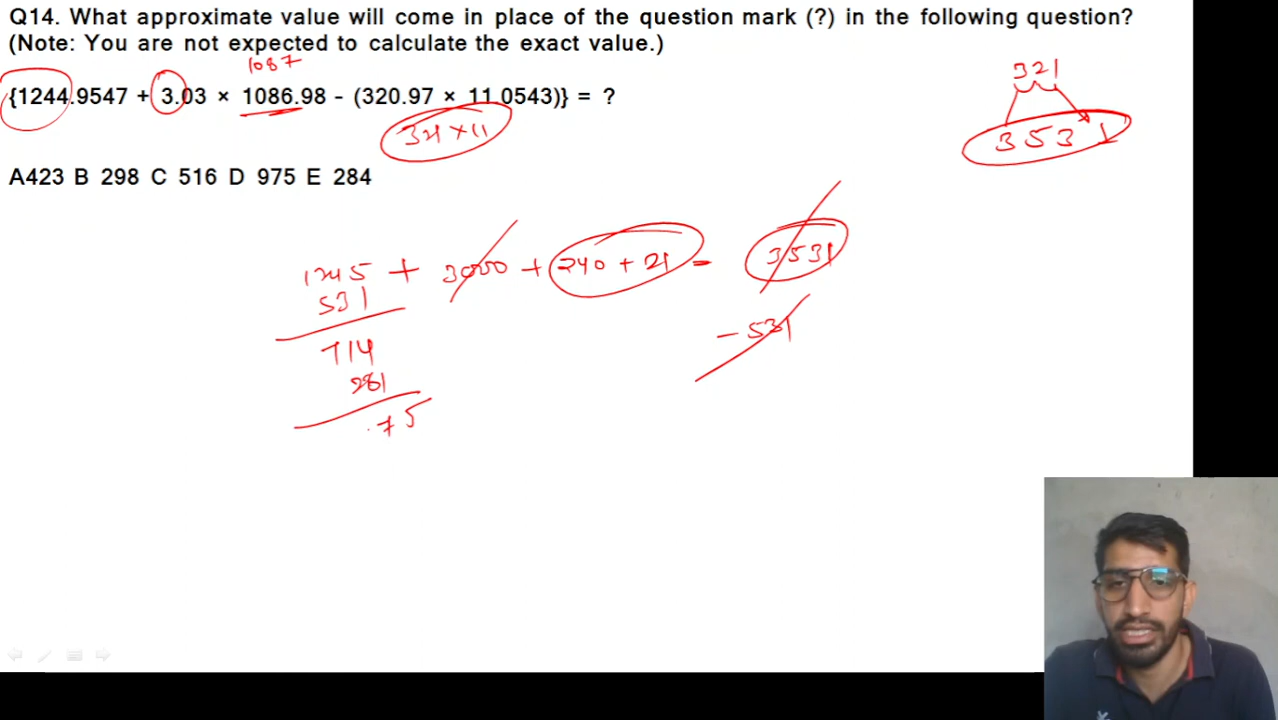 Q14. What approximate value will come in place of the question mark (?) in the following question?
(Note: You are not expected to calculate the exact value.)
1087
{1244.9547 + 3.03 × 1086.98 - (320.97 × 11.0543)} = ?
321
321 × 11
3531
A423 B 298 C 516 D 975 E 284
1245 + 3000 + 240 + 21 - 3531
531
- 531
714
281
75